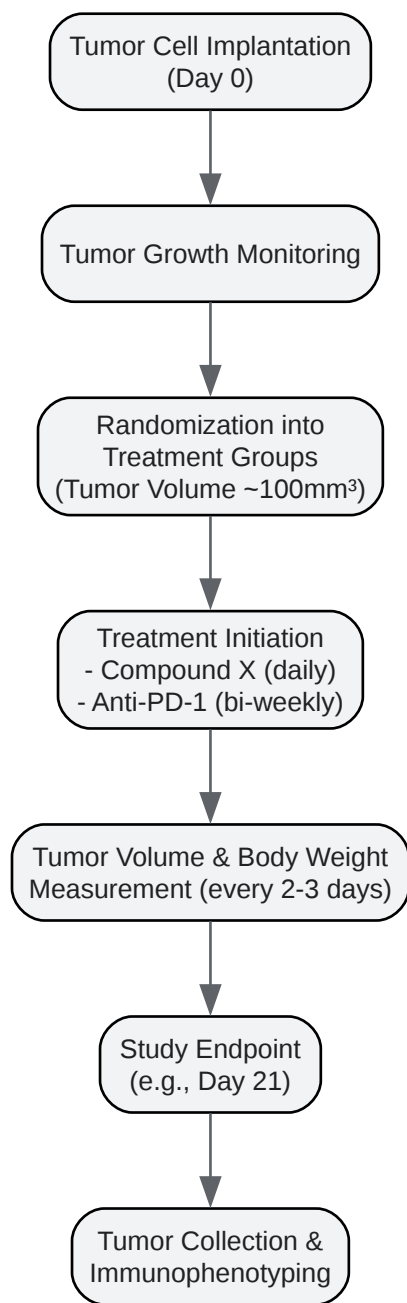 Tumor Cell Implantation
(Day 0)
Tumor Growth Monitoring
Randomization into
Treatment Groups
(Tumor Volume ~100mm³)
Treatment Initiation
- Compound X (daily)
- Anti-PD-1 (bi-weekly)
Tumor Volume & Body Weight
Measurement (every 2-3 days)
Study Endpoint
(e.g., Day 21)
Tumor Collection &
Immunophenotyping